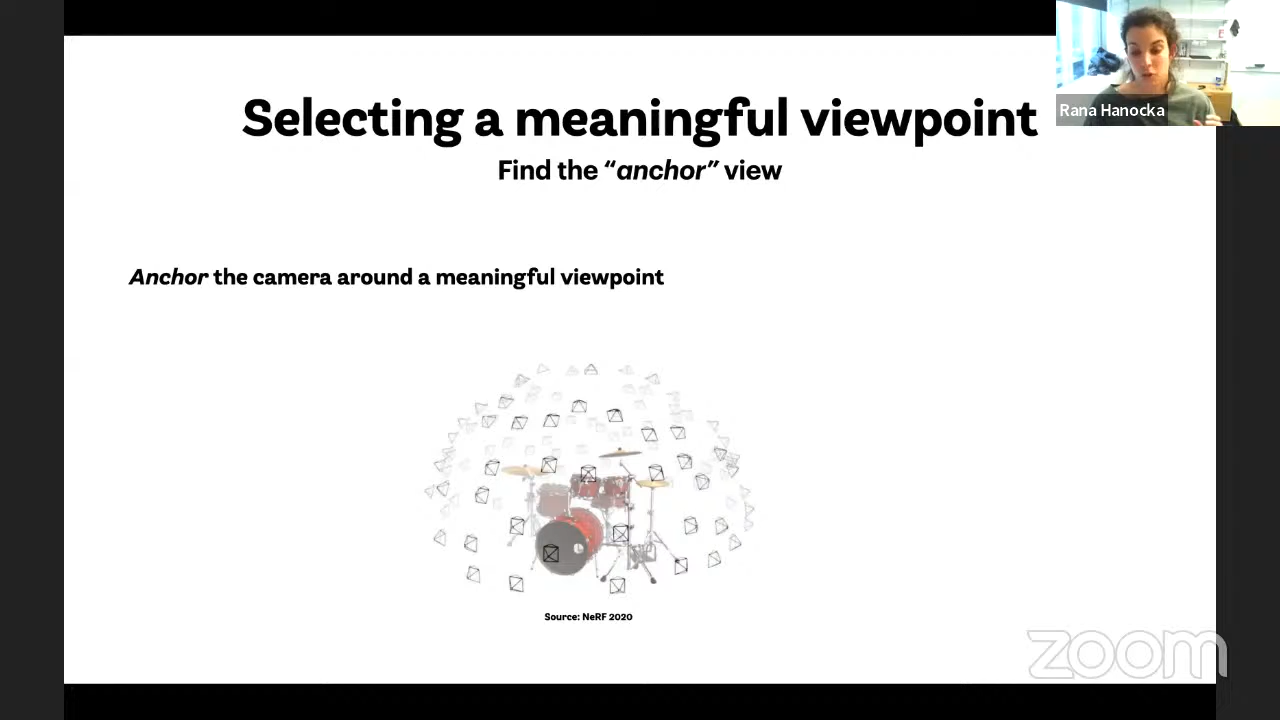 Selecting a meaningful viewpoint
Find the “anchor” view
Rana Hanocka
Anchor the camera around a meaningful viewpoint
Source: NeRF 2020
zoom